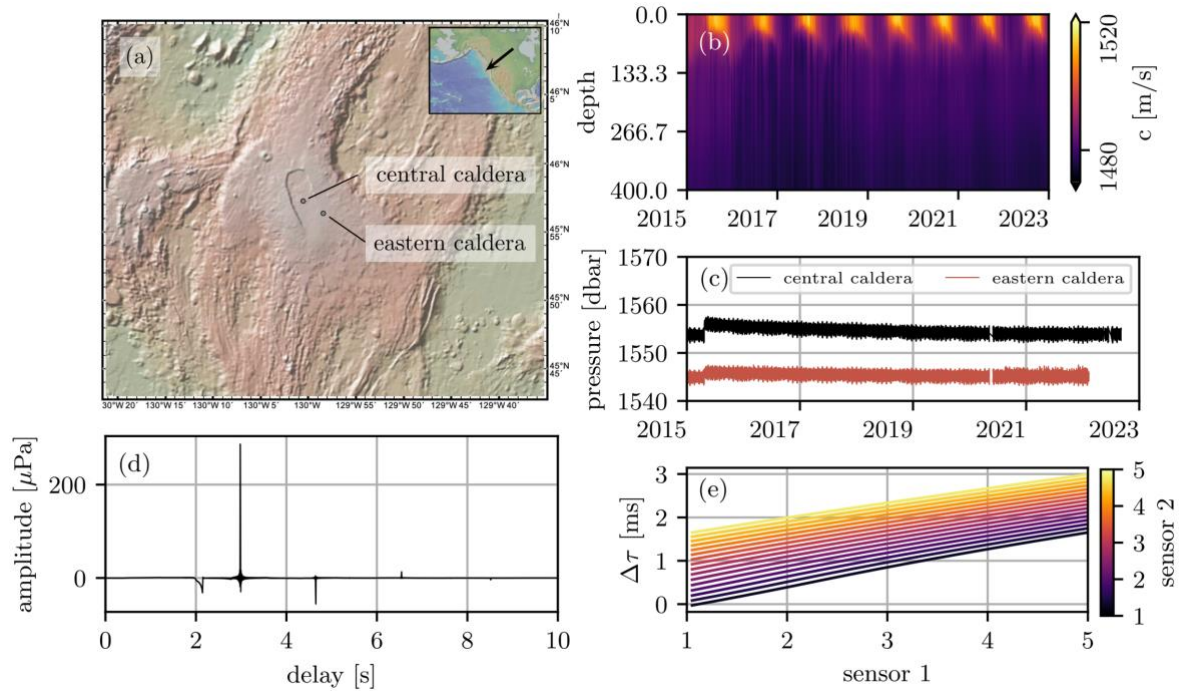 (a)
46°N
10'
46°N
5'
46°N
central caldera
eastern caldera
45°N
55'
45°N
50'
45°N
45'
30°W 20' 130°W 15' 130°W 10' 130°W 5' 130°W 129°W 55' 129°W 50' 129°W 45' 129°W 40'
(b)
0.0
133.3
266.7
400.0
depth
2015 2017 2019 2021 2023
1520
1480
c [m/s]
(c)
central caldera eastern caldera
1570
1560
1550
1540
pressure [dbar]
2015 2017 2019 2021 2023
(d)
200
0
amplitude [μPa]
0 2 4 6 8 10
delay [s]
(e)
3
2
1
0
Δτ [ms]
1 2 3 4 5
sensor 1
5
4
3
2
1
sensor 2